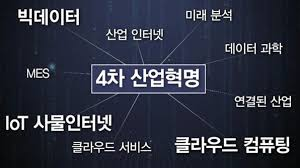 빅데이터
미래 분석
산업 인터넷
데이터 과학
MES
4차 산업혁명
연결된 산업
IoT 사물인터넷
클라우드 서비스
클라우드 컴퓨팅